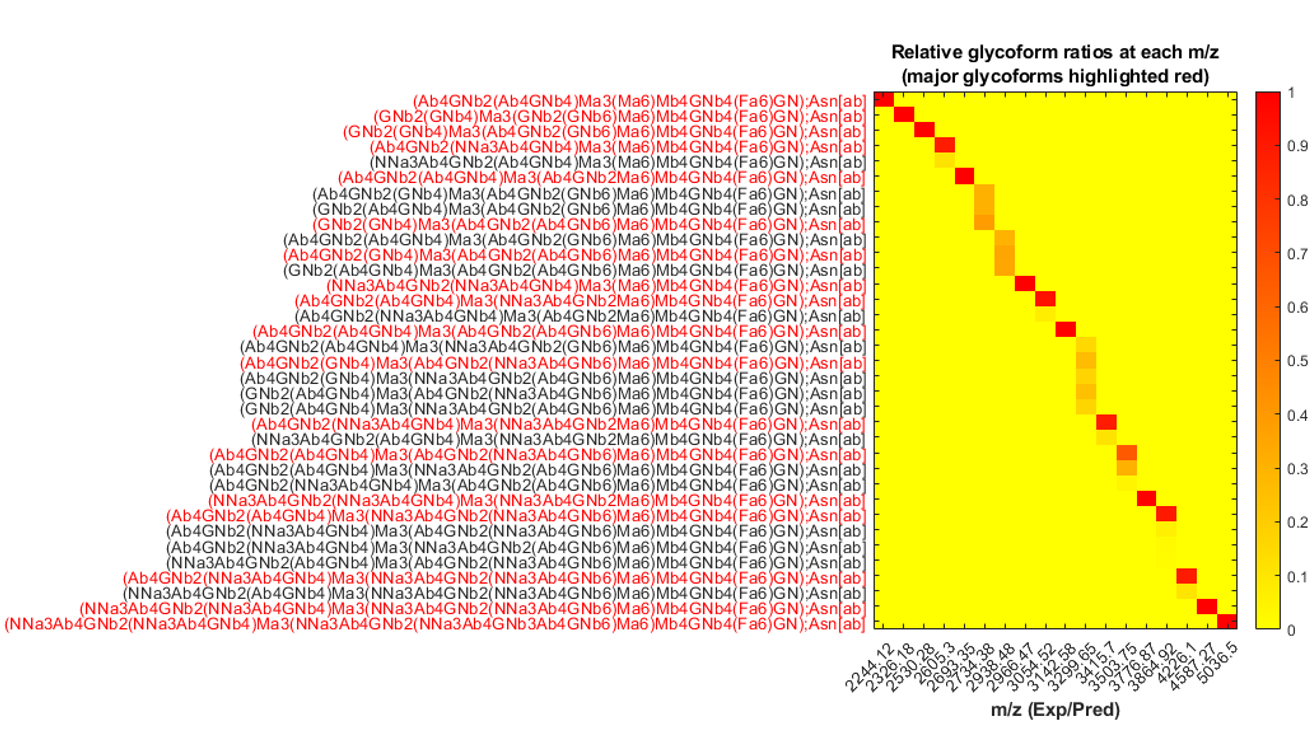 Relative glycoform ratios at each m/z
(major glycoforms highlighted red)
(Ab4GNb2(Ab4GNb4)Ma3(Ma6)Mb4GNb4(Fa6)GN);Asn[ab]
(GNb2(GNb4)Ma3(GNb2(GNb6)Ma6)Mb4GNb4(Fa6)GN);Asn[ab]
(GNb2(GNb4)Ma3(Ab4GNb2(GNb6)Ma6)Mb4GNb4(Fa6)GN);Asn[ab]
(Ab4GNb2(NNa3Ab4GNb4)Ma3(Ma6)Mb4GNb4(Fa6)GN);Asn[ab]
(NNa3Ab4GNb2(Ab4GNb4)Ma3(Ma6)Mb4GNb4(Fa6)GN);Asn[ab]
(Ab4GNb2(Ab4GNb4)Ma3(Ab4GNb2Ma6)Mb4GNb4(Fa6)GN);Asn[ab]
(Ab4GNb2(GNb4)Ma3(Ab4GNb2(GNb6)Ma6)Mb4GNb4(Fa6)GN);Asn[ab]
(GNb2(Ab4GNb4)Ma3(Ab4GNb2(GNb6)Ma6)Mb4GNb4(Fa6)GN);Asn[ab]
(GNb2(GNb4)Ma3(Ab4GNb2(Ab4GNb6)Ma6)Mb4GNb4(Fa6)GN);Asn[ab]
(Ab4GNb2(Ab4GNb4)Ma3(Ab4GNb2(GNb6)Ma6)Mb4GNb4(Fa6)GN);Asn[ab]
(Ab4GNb2(GNb4)Ma3(Ab4GNb2(Ab4GNb6)Ma6)Mb4GNb4(Fa6)GN);Asn[ab]
(GNb2(Ab4GNb4)Ma3(Ab4GNb2(Ab4GNb6)Ma6)Mb4GNb4(Fa6)GN);Asn[ab]
(NNa3Ab4GNb2(NNa3Ab4GNb4)Ma3(Ma6)Mb4GNb4(Fa6)GN);Asn[ab]
(Ab4GNb2(Ab4GNb4)Ma3(NNa3Ab4GNb2Ma6)Mb4GNb4(Fa6)GN);Asn[ab]
(Ab4GNb2(NNa3Ab4GNb4)Ma3(Ab4GNb2Ma6)Mb4GNb4(Fa6)GN);Asn[ab]
(Ab4GNb2(Ab4GNb4)Ma3(Ab4GNb2(Ab4GNb6)Ma6)Mb4GNb4(Fa6)GN);Asn[ab]
(Ab4GNb2(Ab4GNb4)Ma3(NNa3Ab4GNb2(GNb6)Ma6)Mb4GNb4(Fa6)GN);Asn[ab]
(Ab4GNb2(GNb4)Ma3(Ab4GNb2(NNa3Ab4GNb6)Ma6)Mb4GNb4(Fa6)GN);Asn[ab]
(Ab4GNb2(GNb4)Ma3(NNa3Ab4GNb2(Ab4GNb6)Ma6)Mb4GNb4(Fa6)GN);Asn[ab]
(GNb2(Ab4GNb4)Ma3(Ab4GNb2(NNa3Ab4GNb6)Ma6)Mb4GNb4(Fa6)GN);Asn[ab]
(GNb2(Ab4GNb4)Ma3(NNa3Ab4GNb2(Ab4GNb6)Ma6)Mb4GNb4(Fa6)GN);Asn[ab]
(Ab4GNb2(NNa3Ab4GNb4)Ma3(NNa3Ab4GNb2Ma6)Mb4GNb4(Fa6)GN);Asn[ab]
(NNa3Ab4GNb2(Ab4GNb4)Ma3(NNa3Ab4GNb2Ma6)Mb4GNb4(Fa6)GN);Asn[ab]
(Ab4GNb2(Ab4GNb4)Ma3(Ab4GNb2(NNa3Ab4GNb6)Ma6)Mb4GNb4(Fa6)GN);Asn[ab]
(Ab4GNb2(Ab4GNb4)Ma3(NNa3Ab4GNb2(Ab4GNb6)Ma6)Mb4GNb4(Fa6)GN);Asn[ab]
(Ab4GNb2(NNa3Ab4GNb4)Ma3(Ab4GNb2(Ab4GNb6)Ma6)Mb4GNb4(Fa6)GN);Asn[ab]
(NNa3Ab4GNb2(NNa3Ab4GNb4)Ma3(NNa3Ab4GNb2Ma6)Mb4GNb4(Fa6)GN);Asn[ab]
(Ab4GNb2(Ab4GNb4)Ma3(NNa3Ab4GNb2(NNa3Ab4GNb6)Ma6)Mb4GNb4(Fa6)GN);Asn[ab]
(Ab4GNb2(NNa3Ab4GNb4)Ma3(Ab4GNb2(NNa3Ab4GNb6)Ma6)Mb4GNb4(Fa6)GN);Asn[ab]
(Ab4GNb2(NNa3Ab4GNb4)Ma3(NNa3Ab4GNb2(Ab4GNb6)Ma6)Mb4GNb4(Fa6)GN);Asn[ab]
(NNa3Ab4GNb2(Ab4GNb4)Ma3(Ab4GNb2(NNa3Ab4GNb6)Ma6)Mb4GNb4(Fa6)GN);Asn[ab]
(Ab4GNb2(NNa3Ab4GNb4)Ma3(NNa3Ab4GNb2(NNa3Ab4GNb6)Ma6)Mb4GNb4(Fa6)GN);Asn[ab]
(NNa3Ab4GNb2(Ab4GNb4)Ma3(NNa3Ab4GNb2(NNa3Ab4GNb6)Ma6)Mb4GNb4(Fa6)GN);Asn[ab]
(NNa3Ab4GNb2(NNa3Ab4GNb4)Ma3(NNa3Ab4GNb2(NNa3Ab4GNb6)Ma6)Mb4GNb4(Fa6)GN);Asn[ab]
(NNa3Ab4GNb2(NNa3Ab4GNb4)Ma3(NNa3Ab4GNb2(NNa3Ab4GNb3Ab4GNb6)Ma6)Mb4GNb4(Fa6)GN);Asn[ab]
2244.12
2326.18
2530.28
2605.3
2693.35
2734.38
2938.48
2966.47
3054.52
3142.58
3299.65
3415.7
3503.75
3776.87
3864.92
4226.1
4587.27
5036.5
m/z (Exp/Pred)
1
0.9
0.8
0.7
0.6
0.5
0.4
0.3
0.2
0.1
0